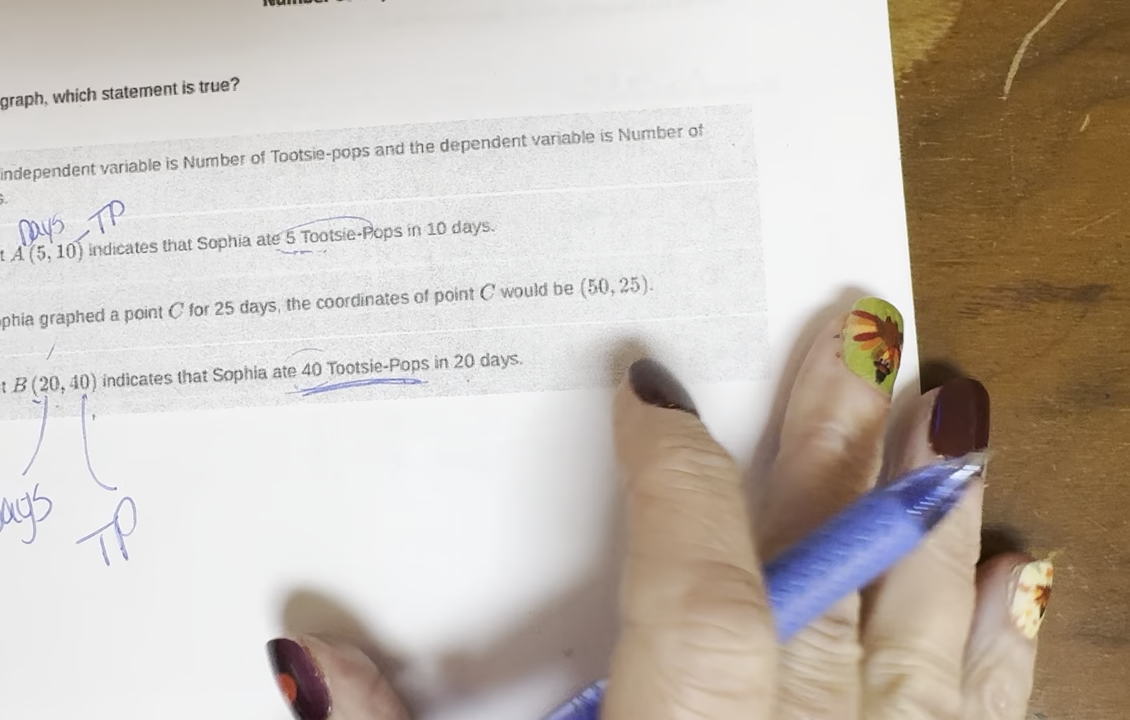 graph, which statement is true?
independent variable is Number of Tootsie-pops and the dependent variable is Number of
s.
Days TP
t A (5, 10) indicates that Sophia ate 5 Tootsie-Pops in 10 days.
phia graphed a point C for 25 days, the coordinates of point C would be (50, 25).
t B (20, 40) indicates that Sophia ate 40 Tootsie-Pops in 20 days.
ays
TP